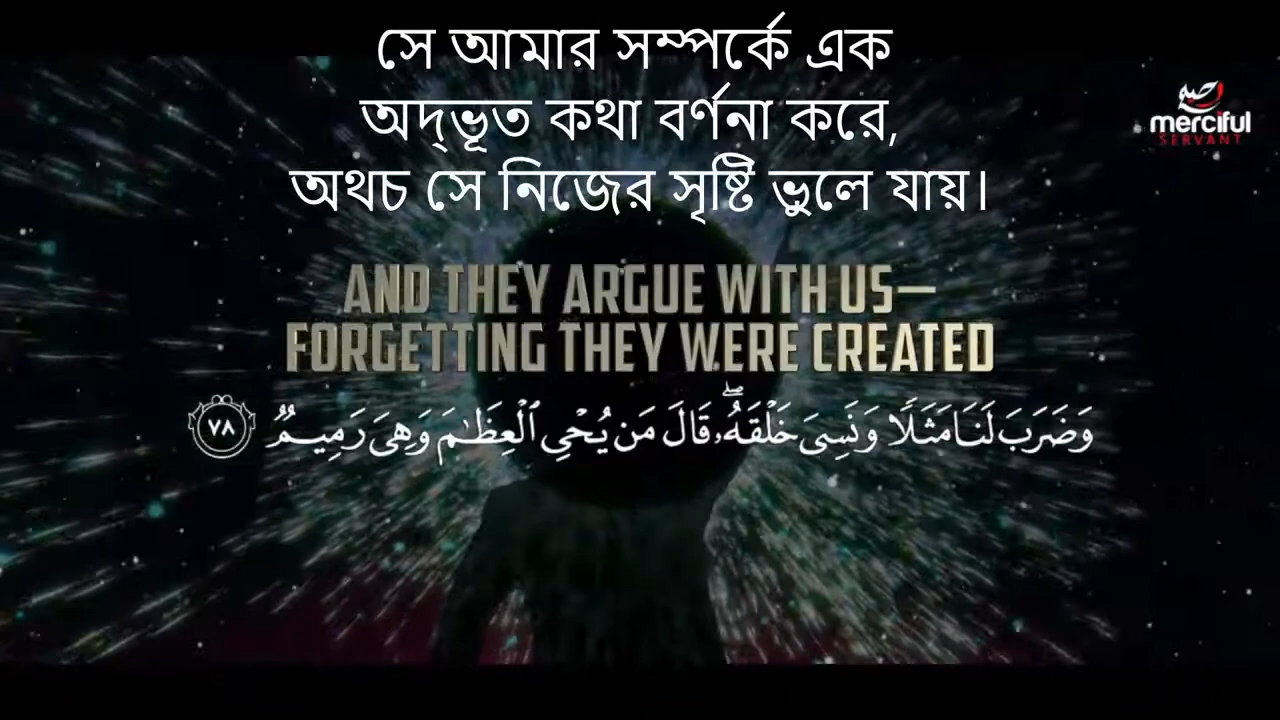 সে আমার সম্পর্কে এক
অদ্ভূত কথা বর্ণনা করে,
অথচ সে নিজের সৃষ্টি ভুলে যায়।
merciful
SERVANT
AND THEY ARGUE WITH US—
FORGETTING THEY WERE CREATED
وَضَرَبَ لَنَا مَثَلًا وَنَسِىَ خَلْقَهُۥۖ قَالَ مَن يُحْىِ ٱلْعِظَٰمَ وَهِىَ رَمِيمٌ ٧٨